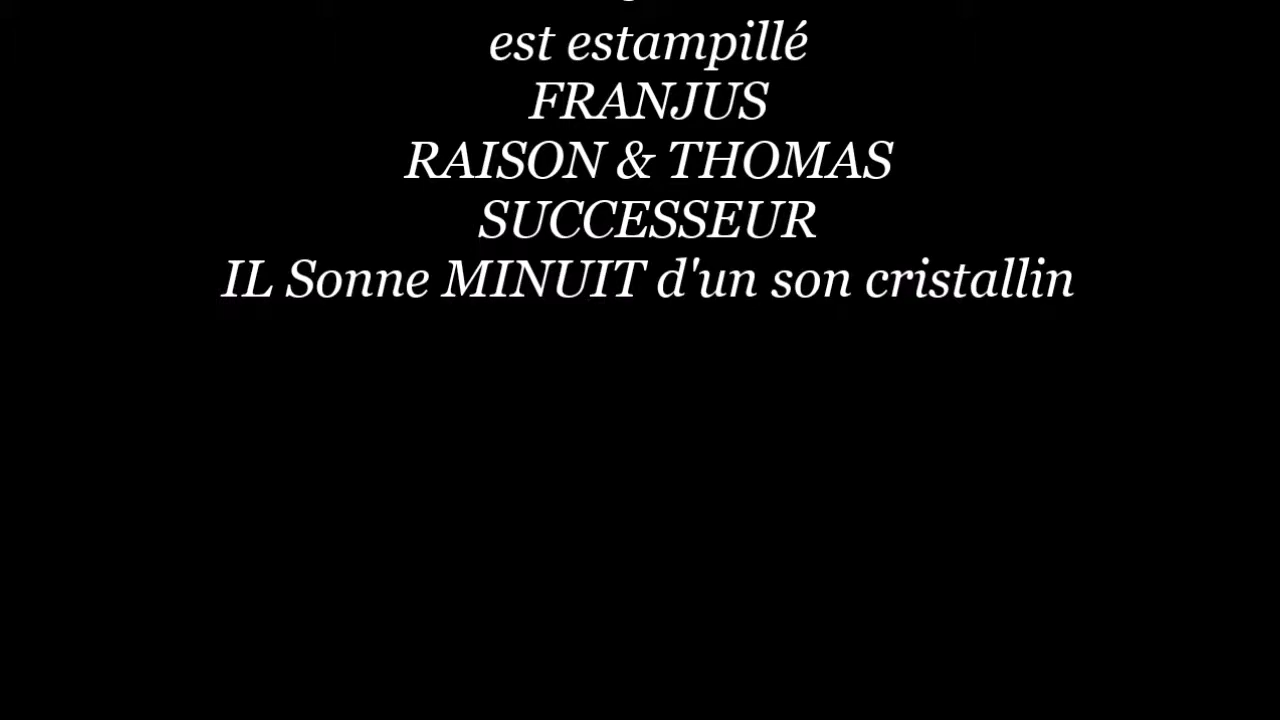 est estampillé
FRANJUS
RAISON & THOMAS
SUCCESSEUR
IL Sonne MINUIT d'un son cristallin